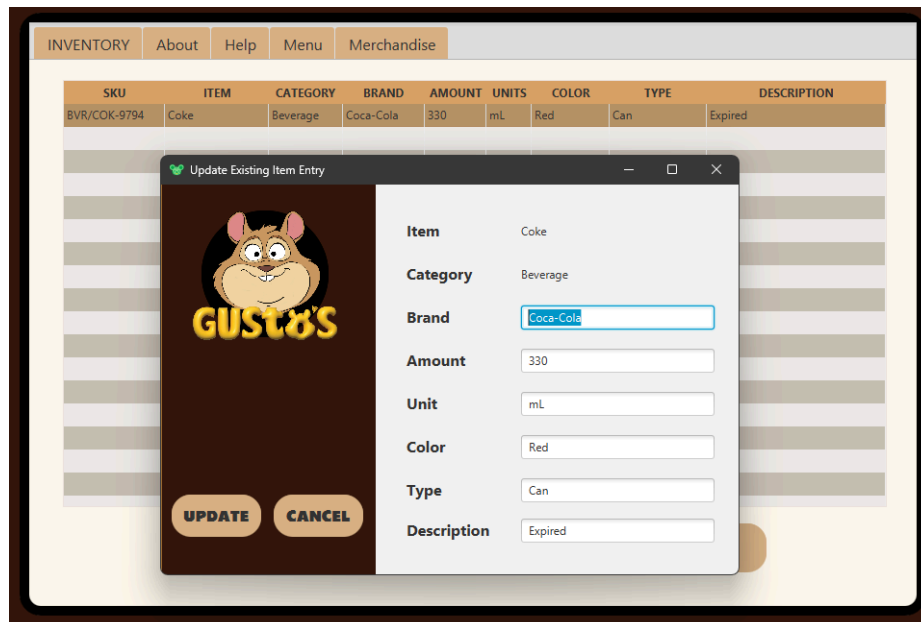 INVENTORY About Help Menu Merchandise
SKU ITEM CATEGORY BRAND AMOUNT UNITS COLOR TYPE DESCRIPTION
BVR/COK-9794 Coke Beverage Coca-Cola 330 mL Red Can Expired
Update Existing Item Entry
GUSTO'S
Item Coke
Category Beverage
Brand Coca-Cola
Amount 330
Unit mL
Color Red
Type Can
Description Expired
UPDATE CANCEL